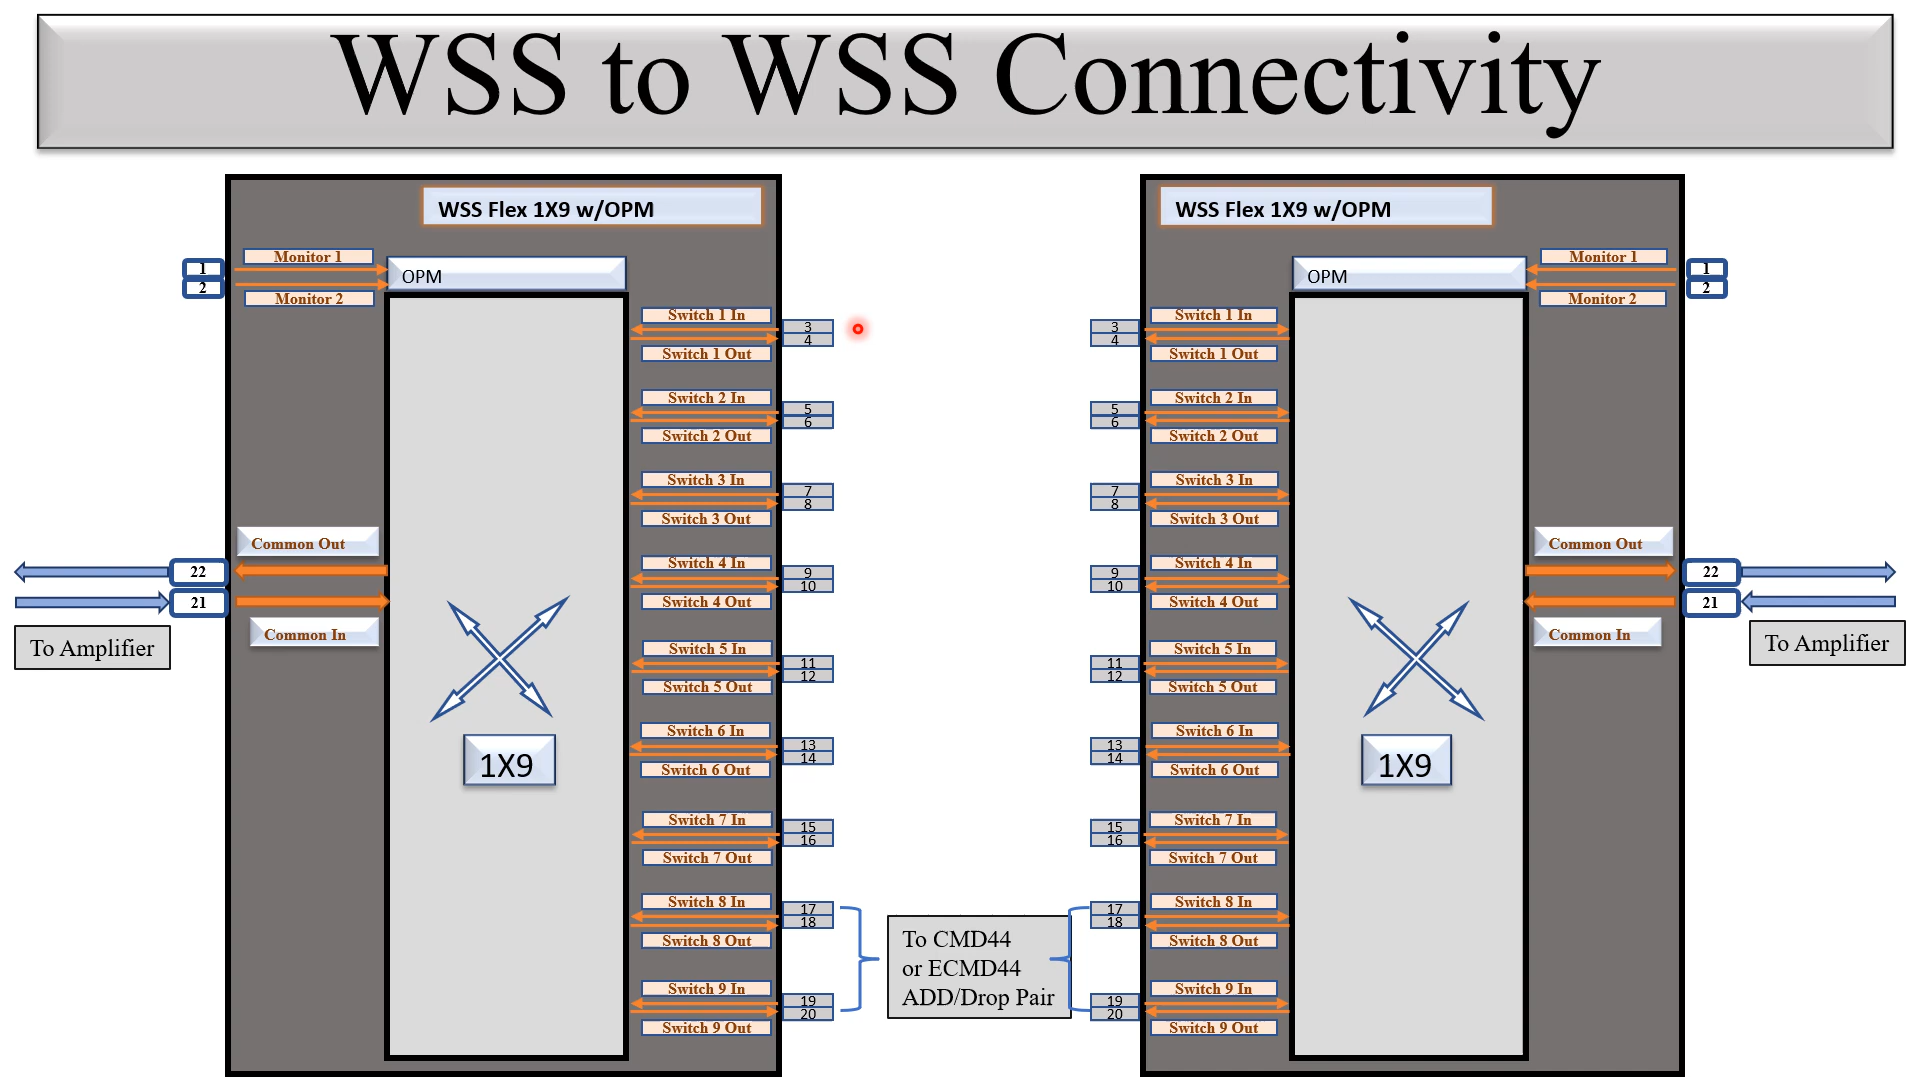 WSS to WSS Connectivity
WSS Flex 1X9 w/OPM
Monitor 1
1
2
Monitor 2
OPM
Switch 1 In
3
4
Switch 1 Out
Switch 2 In
5
6
Switch 2 Out
Switch 3 In
7
8
Switch 3 Out
Common Out
22
21
Common In
To Amplifier
Switch 4 In
9
10
Switch 4 Out
Switch 5 In
11
12
Switch 5 Out
Switch 6 In
13
14
Switch 6 Out
1X9
Switch 7 In
15
16
Switch 7 Out
Switch 8 In
17
18
Switch 8 Out
Switch 9 In
19
20
Switch 9 Out
To CMD44
or ECMD44
ADD/Drop Pair
WSS Flex 1X9 w/OPM
OPM
Monitor 1
1
2
Monitor 2
Switch 1 In
3
4
Switch 1 Out
Switch 2 In
5
6
Switch 2 Out
Switch 3 In
7
8
Switch 3 Out
Switch 4 In
9
10
Switch 4 Out
Switch 5 In
11
12
Switch 5 Out
Switch 6 In
13
14
Switch 6 Out
Switch 7 In
15
16
Switch 7 Out
Switch 8 In
17
18
Switch 8 Out
Switch 9 In
19
20
Switch 9 Out
1X9
Common Out
22
21
Common In
To Amplifier